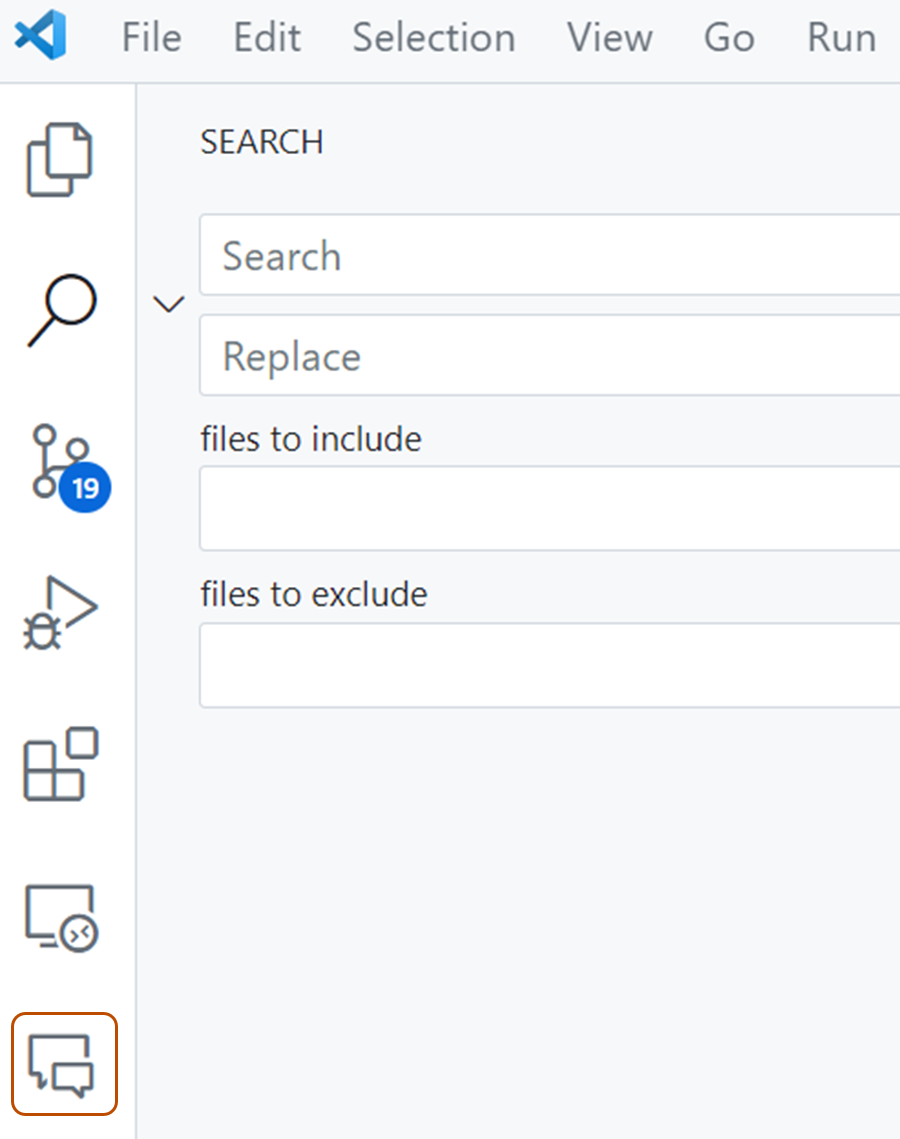 File Edit Selection View Go Run
SEARCH
Search
Replace
files to include
19
files to exclude